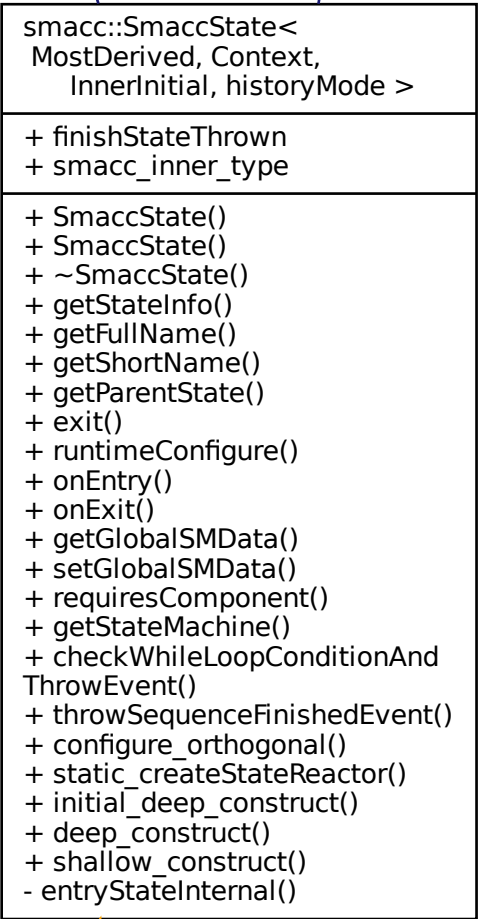 smacc::SmaccState<
MostDerived, Context,
InnerInitial, historyMode >
+ finishStateThrown
+ smacc_inner_type
+ SmaccState()
+ SmaccState()
+ ~SmaccState()
+ getStateInfo()
+ getFullName()
+ getShortName()
+ getParentState()
+ exit()
+ runtimeConfigure()
+ onEntry()
+ onExit()
+ getGlobalSMData()
+ setGlobalSMData()
+ requiresComponent()
+ getStateMachine()
+ checkWhileLoopConditionAnd
ThrowEvent()
+ throwSequenceFinishedEvent()
+ configure_orthogonal()
+ static_createStateReactor()
+ initial_deep_construct()
+ deep_construct()
+ shallow_construct()
- entryStateInternal()